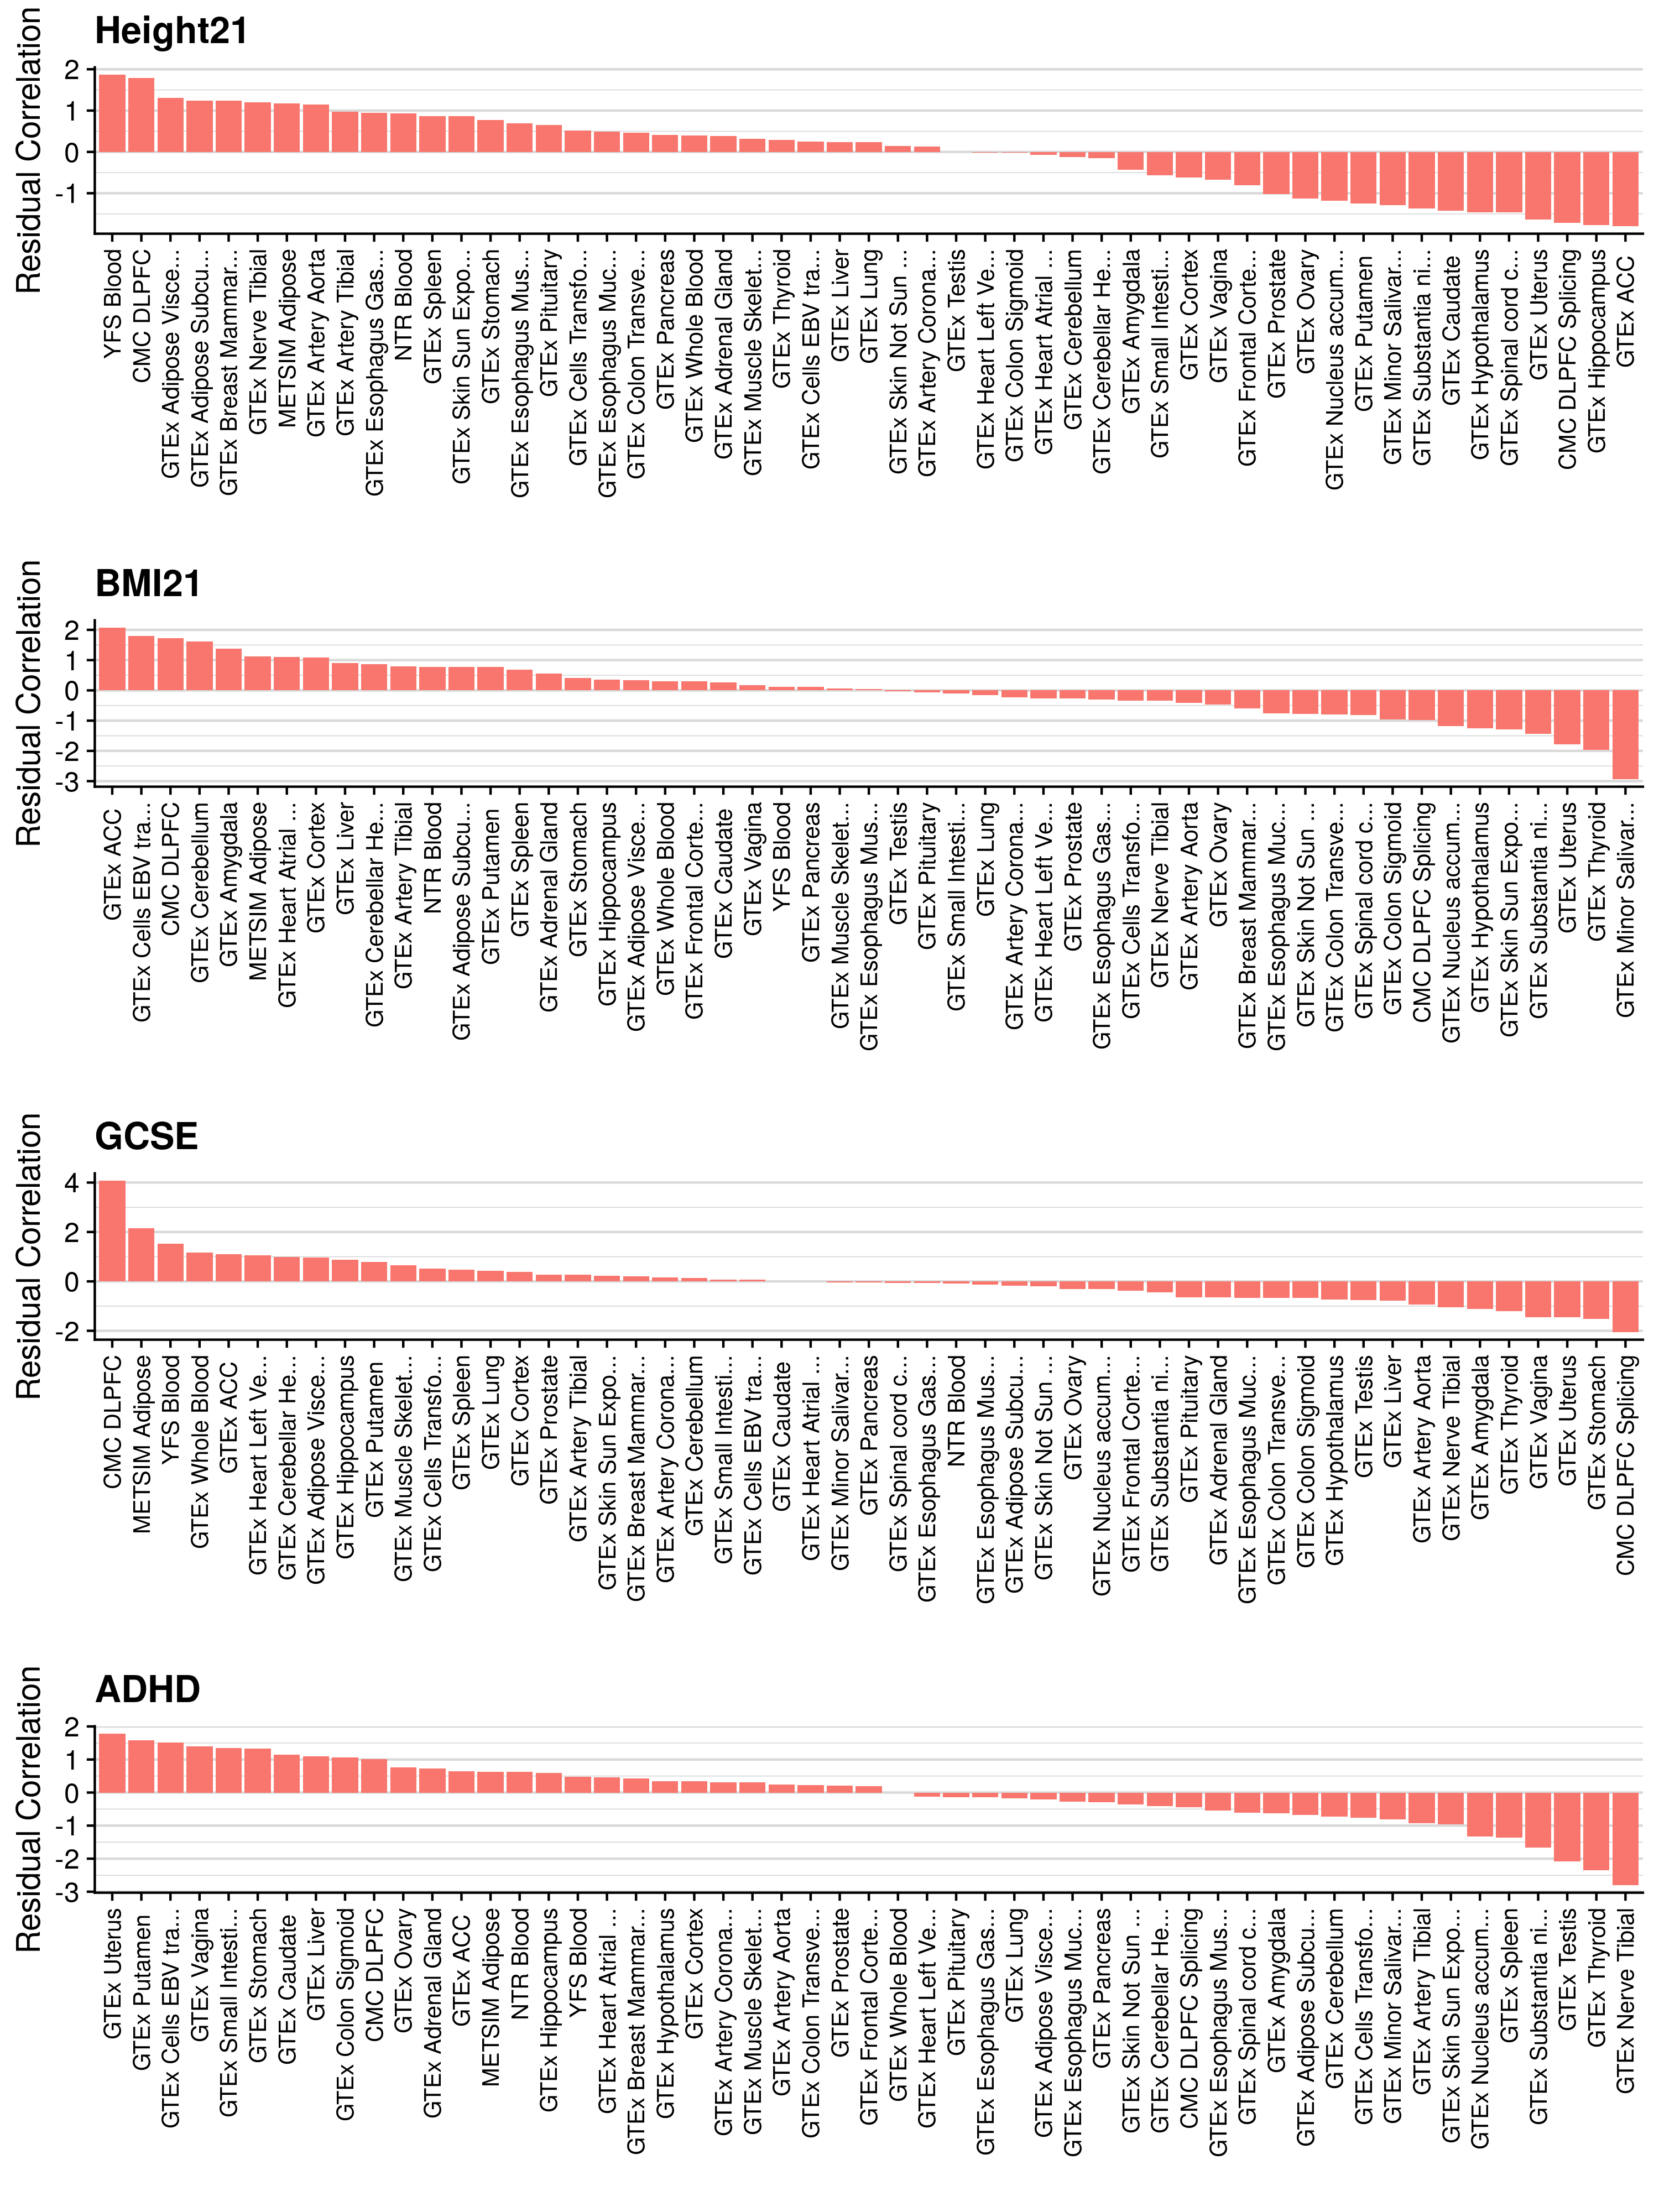 Height21
Residual Correlation
2
1
0
-1
YFS Blood
CMC DLPFC
GTEx Adipose Visce...
GTEx Adipose Subcu...
GTEx Breast Mammar...
GTEx Nerve Tibial
METSIM Adipose
GTEx Artery Aorta
GTEx Artery Tibial
GTEx Esophagus Gas...
NTR Blood
GTEx Spleen
GTEx Skin Sun Expo...
GTEx Stomach
GTEx Esophagus Mus...
GTEx Pituitary
GTEx Cells Transfo...
GTEx Esophagus Muc...
GTEx Colon Transve...
GTEx Pancreas
GTEx Whole Blood
GTEx Adrenal Gland
GTEx Muscle Skelet...
GTEx Thyroid
GTEx Cells EBV tra...
GTEx Liver
GTEx Lung
GTEx Skin Not Sun ...
GTEx Artery Corona...
GTEx Testis
GTEx Heart Left Ve...
GTEx Colon Sigmoid
GTEx Heart Atrial ...
GTEx Cerebellum
GTEx Cerebellar He...
GTEx Amygdala
GTEx Small Intesti...
GTEx Cortex
GTEx Vagina
GTEx Frontal Corte...
GTEx Prostate
GTEx Ovary
GTEx Nucleus accum...
GTEx Putamen
GTEx Minor Salivar...
GTEx Substantia ni...
GTEx Caudate
GTEx Hypothalamus
GTEx Spinal cord c...
GTEx Uterus
CMC DLPFC Splicing
GTEx Hippocampus
GTEx ACC
BMI21
Residual Correlation
2
1
0
-1
-2
-3
GTEx ACC
GTEx Cells EBV tra...
CMC DLPFC
GTEx Cerebellum
GTEx Amygdala
METSIM Adipose
GTEx Heart Atrial ...
GTEx Cortex
GTEx Liver
GTEx Cerebellar He...
GTEx Artery Tibial
NTR Blood
GTEx Adipose Subcu...
GTEx Putamen
GTEx Spleen
GTEx Adrenal Gland
GTEx Stomach
GTEx Hippocampus
GTEx Adipose Visce...
GTEx Whole Blood
GTEx Frontal Corte...
GTEx Caudate
GTEx Vagina
YFS Blood
GTEx Pancreas
GTEx Muscle Skelet...
GTEx Esophagus Mus...
GTEx Testis
GTEx Pituitary
GTEx Small Intesti...
GTEx Lung
GTEx Artery Corona...
GTEx Heart Left Ve...
GTEx Prostate
GTEx Esophagus Gas...
GTEx Cells Transfo...
GTEx Nerve Tibial
GTEx Artery Aorta
GTEx Ovary
GTEx Breast Mammar...
GTEx Esophagus Muc...
GTEx Skin Not Sun ...
GTEx Colon Transve...
GTEx Spinal cord c...
GTEx Colon Sigmoid
CMC DLPFC Splicing
GTEx Nucleus accum...
GTEx Hypothalamus
GTEx Skin Sun Expo...
GTEx Substantia ni...
GTEx Uterus
GTEx Thyroid
GTEx Minor Salivar...
GCSE
Residual Correlation
4
2
0
-2
CMC DLPFC
METSIM Adipose
YFS Blood
GTEx Whole Blood
GTEx ACC
GTEx Heart Left Ve...
GTEx Cerebellar He...
GTEx Adipose Visce...
GTEx Hippocampus
GTEx Putamen
GTEx Muscle Skelet...
GTEx Cells Transfo...
GTEx Spleen
GTEx Lung
GTEx Cortex
GTEx Prostate
GTEx Artery Tibial
GTEx Skin Sun Expo...
GTEx Breast Mammar...
GTEx Artery Corona...
GTEx Cerebellum
GTEx Small Intesti...
GTEx Cells EBV tra...
GTEx Caudate
GTEx Heart Atrial ...
GTEx Minor Salivar...
GTEx Pancreas
GTEx Spinal cord c...
GTEx Esophagus Gas...
NTR Blood
GTEx Esophagus Mus...
GTEx Adipose Subcu...
GTEx Skin Not Sun ...
GTEx Ovary
GTEx Nucleus accum...
GTEx Frontal Corte...
GTEx Substantia ni...
GTEx Pituitary
GTEx Adrenal Gland
GTEx Esophagus Muc...
GTEx Colon Transve...
GTEx Colon Sigmoid
GTEx Hypothalamus
GTEx Testis
GTEx Liver
GTEx Artery Aorta
GTEx Nerve Tibial
GTEx Amygdala
GTEx Thyroid
GTEx Vagina
GTEx Uterus
GTEx Stomach
CMC DLPFC Splicing
ADHD
Residual Correlation
2
1
0
-1
-2
-3
GTEx Uterus
GTEx Putamen
GTEx Cells EBV tra...
GTEx Vagina
GTEx Small Intesti...
GTEx Stomach
GTEx Caudate
GTEx Liver
GTEx Colon Sigmoid
CMC DLPFC
GTEx Ovary
GTEx Adrenal Gland
GTEx ACC
METSIM Adipose
NTR Blood
GTEx Hippocampus
YFS Blood
GTEx Heart Atrial ...
GTEx Breast Mammar...
GTEx Hypothalamus
GTEx Cortex
GTEx Artery Corona...
GTEx Muscle Skelet...
GTEx Artery Aorta
GTEx Colon Transve...
GTEx Prostate
GTEx Frontal Corte...
GTEx Whole Blood
GTEx Heart Left Ve...
GTEx Pituitary
GTEx Esophagus Gas...
GTEx Lung
GTEx Adipose Visce...
GTEx Esophagus Muc...
GTEx Pancreas
GTEx Skin Not Sun ...
GTEx Cerebellar He...
CMC DLPFC Splicing
GTEx Esophagus Mus...
GTEx Spinal cord c...
GTEx Amygdala
GTEx Adipose Subcu...
GTEx Cerebellum
GTEx Cells Transfo...
GTEx Minor Salivar...
GTEx Artery Tibial
GTEx Skin Sun Expo...
GTEx Nucleus accum...
GTEx Spleen
GTEx Substantia ni...
GTEx Testis
GTEx Thyroid
GTEx Nerve Tibial